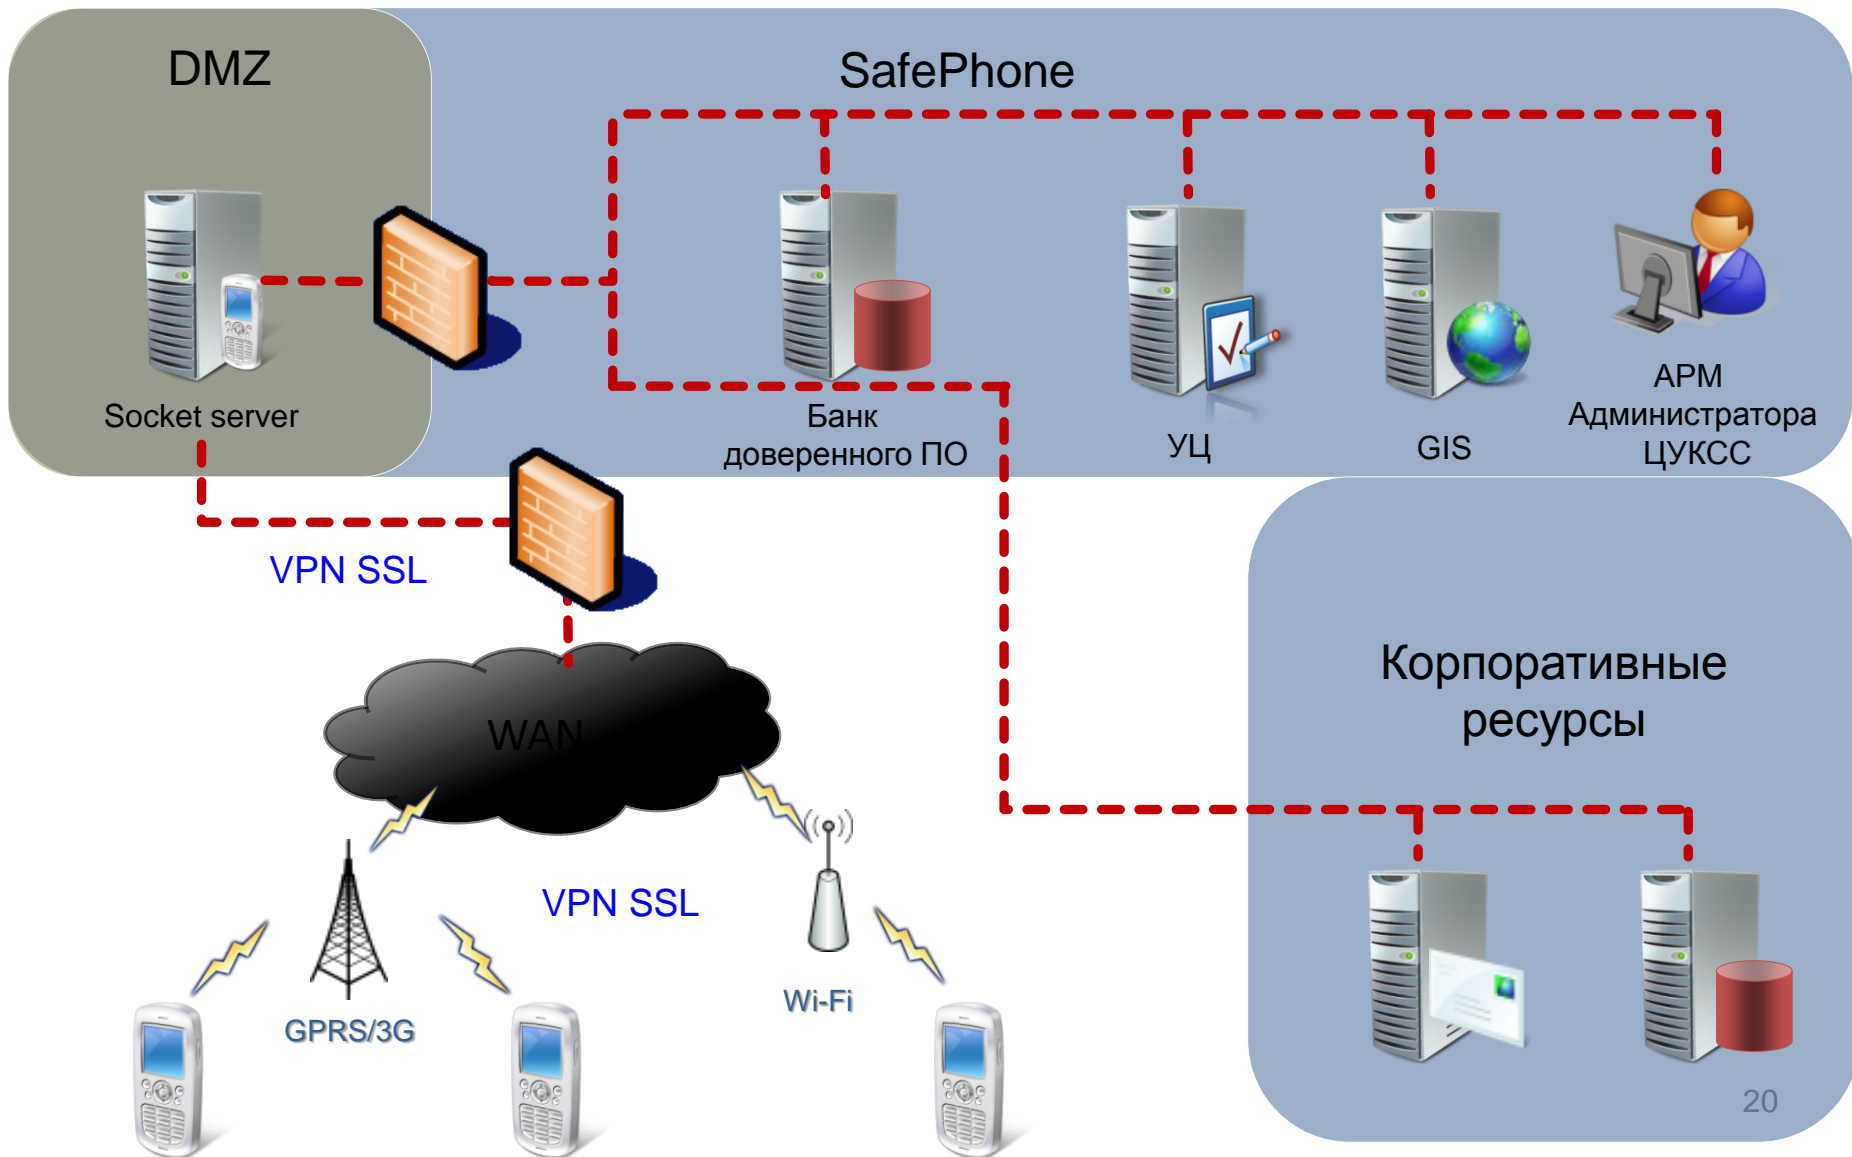 DMZ
SafePhone
Socket server
Банк
доверенного ПО
УЦ
GIS
АРМ
Администратора
ЦУКСС
VPN SSL
Корпоративные
ресурсы
WAN
VPN SSL
Wi-Fi
GPRS/3G
20